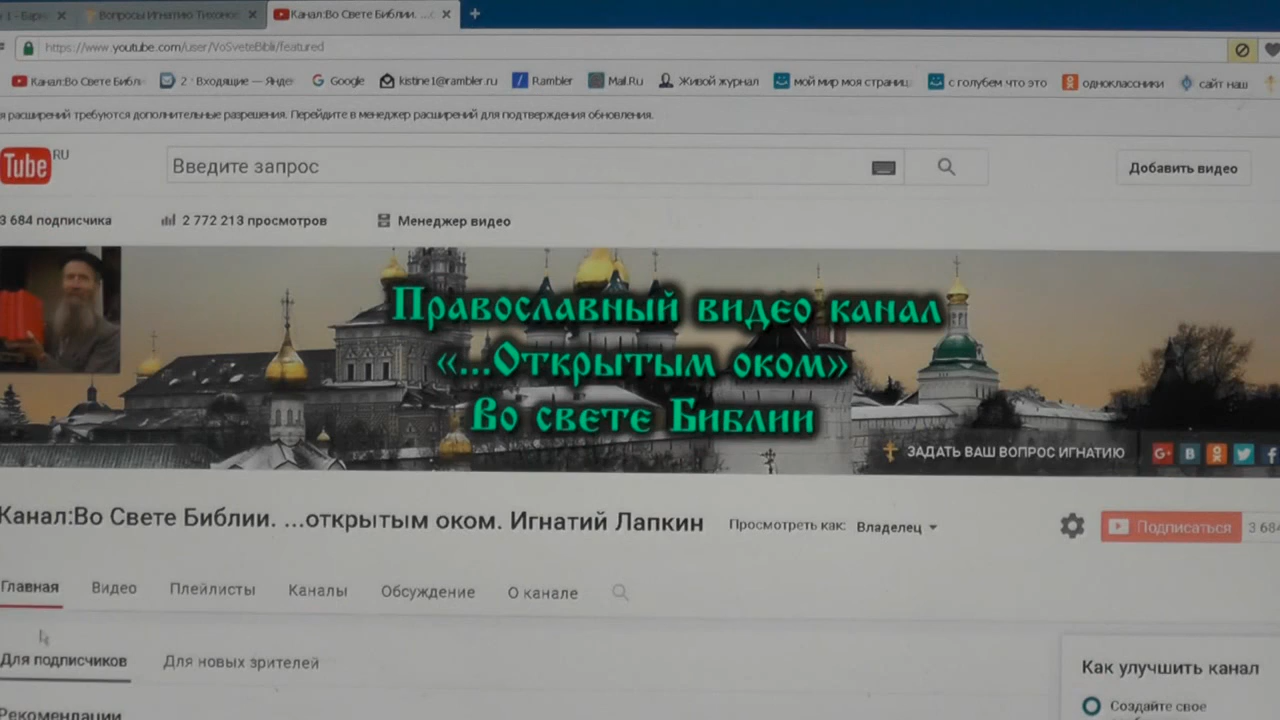 Вопросы Игнатию Тихонов
Канал:Во Свете Библии. ...с
https://www.youtube.com/user/VoSveteBibli/featured
Канал:Во Свете Библ
2 · Входящие — Янде
Google
kistine1@rambler.ru
Rambler
Mail.Ru
Живой журнал
мой мир моя страниц
с голубем что это
одноклассники
сайт наш
я расширений требуются дополнительные разрешения. Перейдите в менеджер расширений для подтверждения обновления.
Tube RU
Введите запрос
Добавить видео
3 684 подписчика
2 772 213 просмотров
Менеджер видео
Православный видео канал
«...Открытым оком»
Во свете Библии
ЗАДАТЬ ВАШ ВОПРОС ИГНАТИЮ
Канал:Во Свете Библии. ...открытым оком. Игнатий Лапкин
Просмотреть как: Владелец
Подписаться
3 684
Главная
Видео
Плейлисты
Каналы
Обсуждение
О канале
Для подписчиков
Для новых зрителей
Как улучшить канал
Создайте свое
Рекомендации